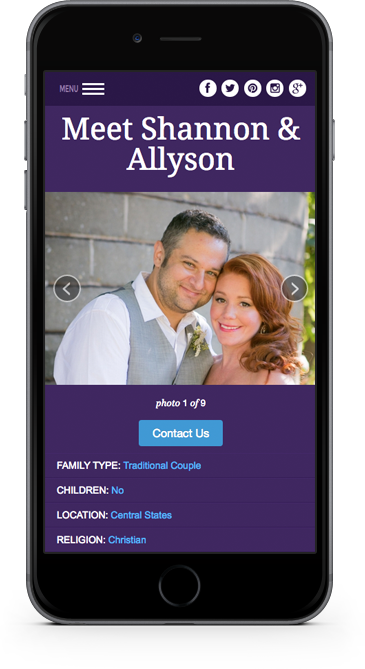 MENU
Meet Shannon &
Allyson
photo 1 of 9
Contact Us
FAMILY TYPE: Traditional Couple
CHILDREN: No
LOCATION: Central States
RELIGION: Christian